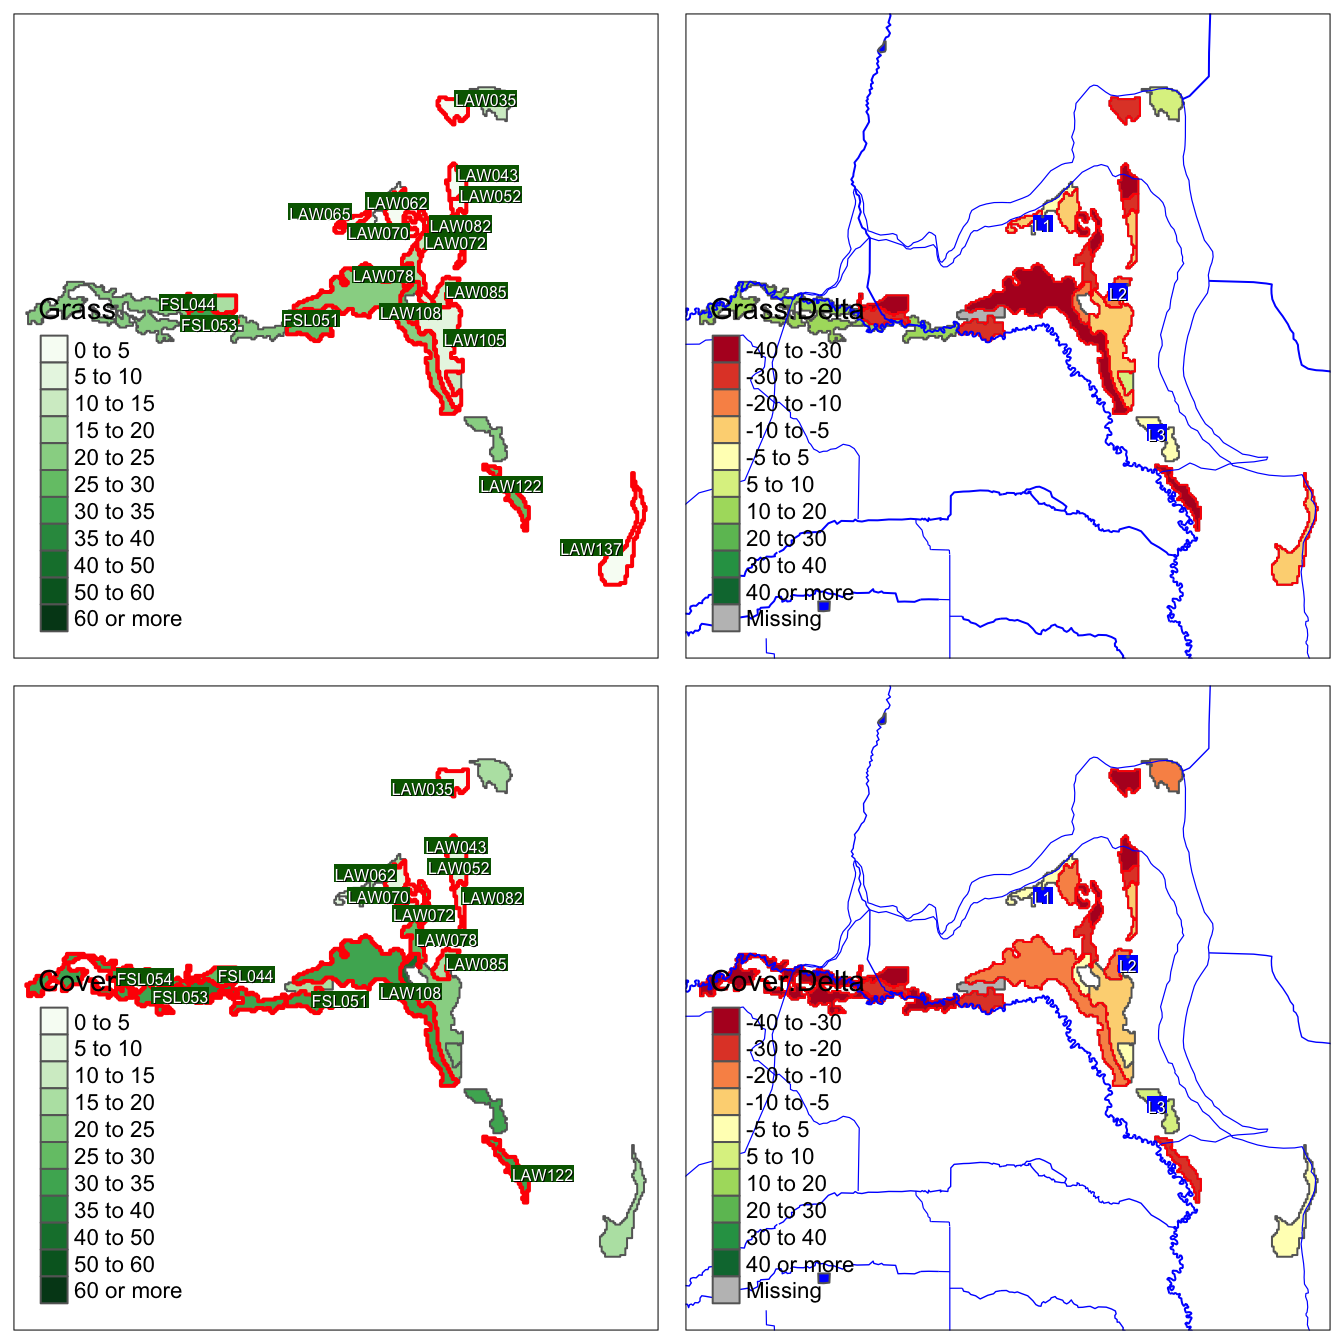 LAW035
LAW043
LAW052
LAW062
LAW065
LAW082
LAW070
LAW072
LAW078
LAW085
FSL044
LAW108
FSL051
FSL053
LAW105
LAW122
LAW137
Grass
0 to 5
5 to 10
10 to 15
15 to 20
20 to 25
25 to 30
30 to 35
35 to 40
40 to 50
50 to 60
60 or more
L1
L2
L3
Grass.Delta
-40 to -30
-30 to -20
-20 to -10
-10 to -5
-5 to 5
5 to 10
10 to 20
20 to 30
30 to 40
40 or more
Missing
LAW035
LAW043
LAW052
LAW062
LAW070
LAW082
LAW072
LAW078
LAW085
FSL054
FSL044
FSL053
LAW108
FSL051
LAW122
Cover
0 to 5
5 to 10
10 to 15
15 to 20
20 to 25
25 to 30
30 to 35
35 to 40
40 to 50
50 to 60
60 or more
L1
L2
L3
Cover.Delta
-40 to -30
-30 to -20
-20 to -10
-10 to -5
-5 to 5
5 to 10
10 to 20
20 to 30
30 to 40
40 or more
Missing